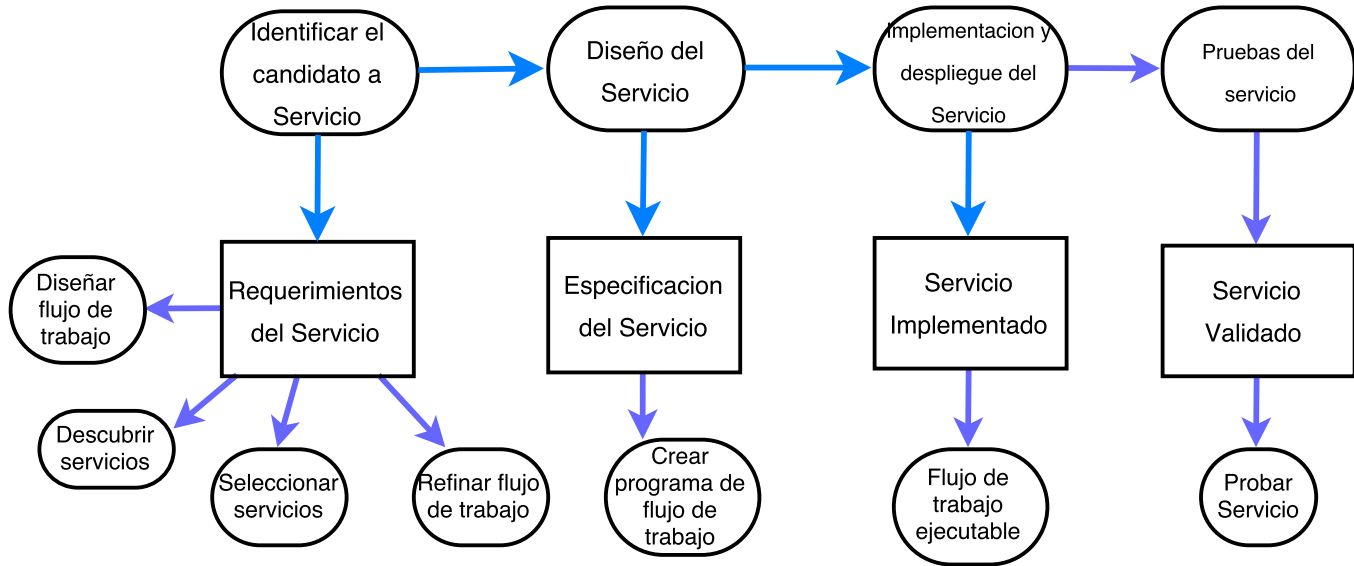 Identificar el
candidato a
Servicio
Diseño del
Servicio
Implementacion y
despliegue del
Servicio
Pruebas del
servicio
Requerimientos
del Servicio
Especificacion
del Servicio
Servicio
Implementado
Servicio
Validado
Diseñar
flujo de
trabajo
Descubrir
servicios
Seleccionar
servicios
Refinar flujo
de trabajo
Crear
programa de
flujo de
trabajo
Flujo de
trabajo
ejecutable
Probar
Servicio